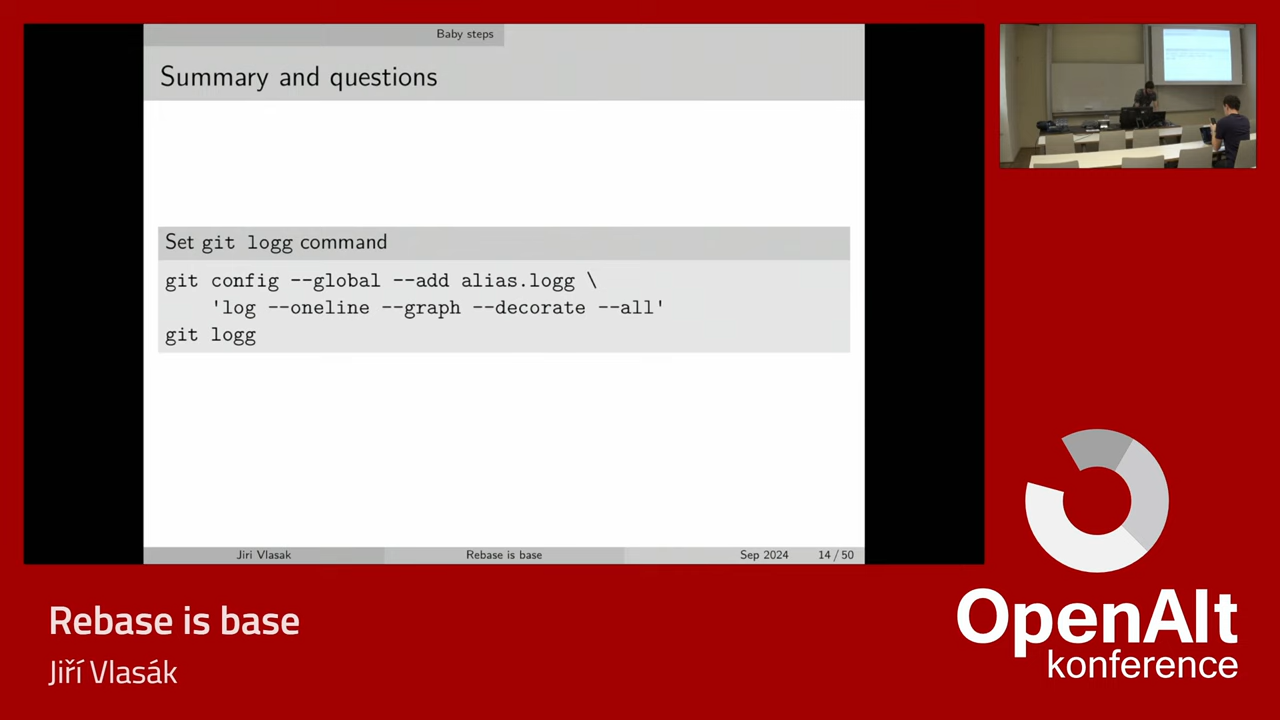 Baby steps
Summary and questions
Set git logg command
git config --global --add alias.logg \
'log --oneline --graph --decorate --all'
git logg
Jiri Vlasak
Rebase is base
Sep 2024
14 / 50
Rebase is base
Jiří Vlasák
OpenAlt
konference